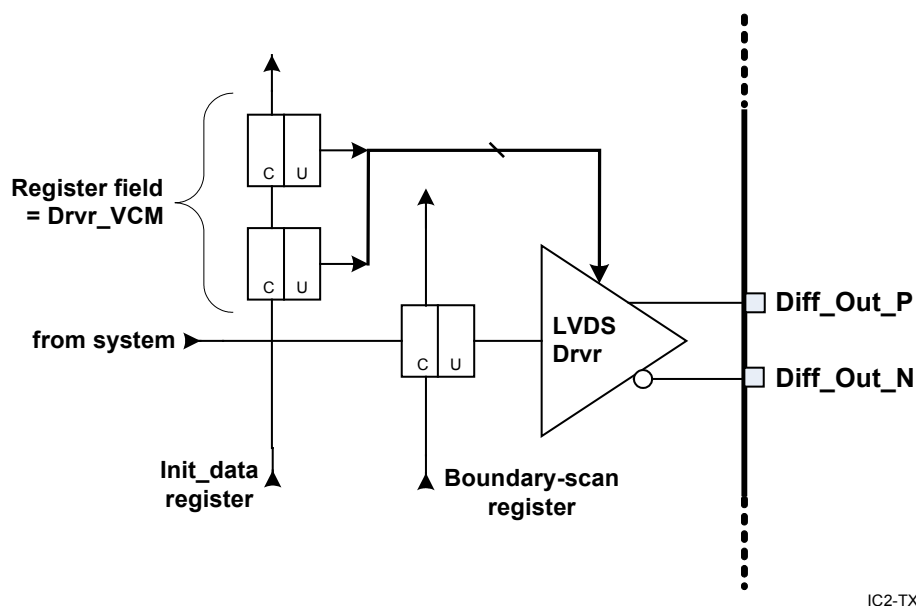 C U
Register field
= Drvr_VCM
C U
from system
C U
LVDS
Drvr
Diff_Out_P
Diff_Out_N
Init_data
register
Boundary-scan
register
IC2-TX